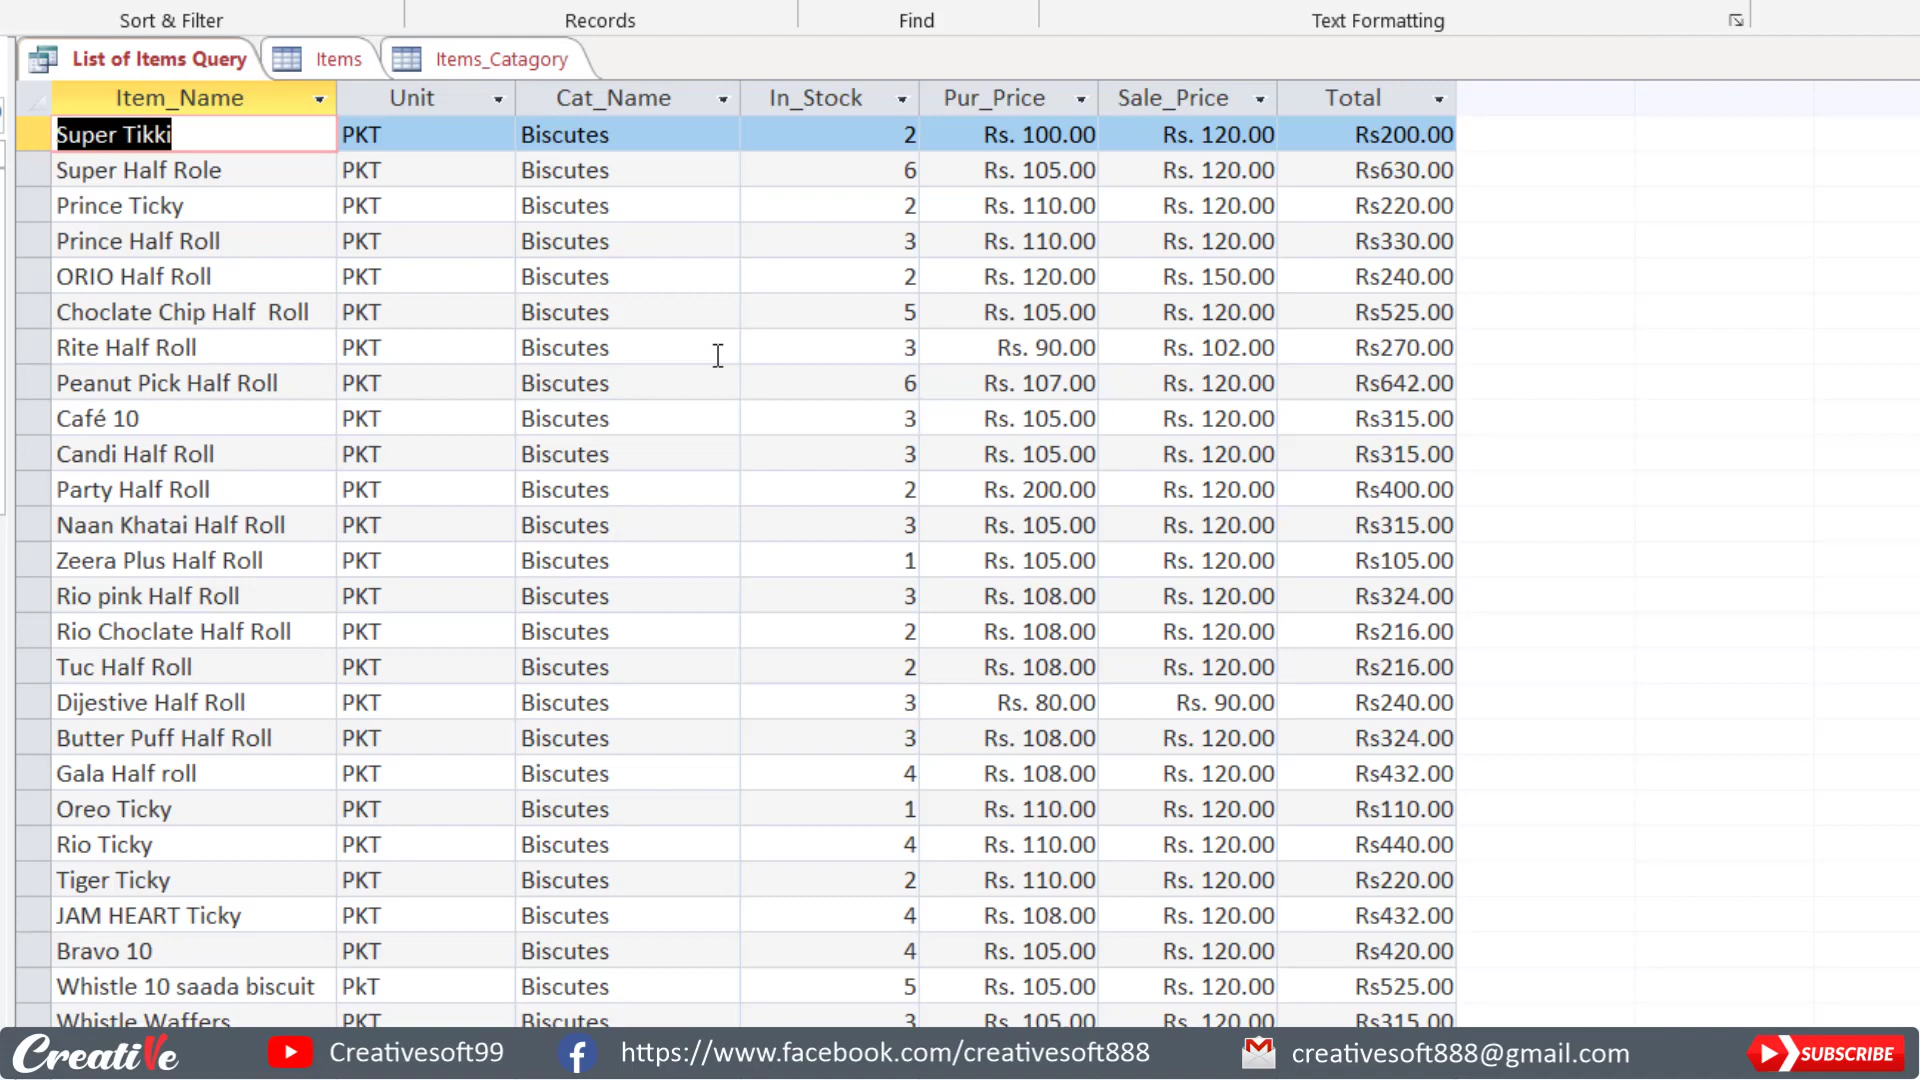 Sort & Filter Records Find Text Formatting
List of Items Query Items Items_Catagory
Item_Name Unit Cat_Name In_Stock Pur_Price Sale_Price Total
Super Tikki PKT Biscutes 2 Rs. 100.00 Rs. 120.00 Rs200.00
Super Half Role PKT Biscutes 6 Rs. 105.00 Rs. 120.00 Rs630.00
Prince Ticky PKT Biscutes 2 Rs. 110.00 Rs. 120.00 Rs220.00
Prince Half Roll PKT Biscutes 3 Rs. 110.00 Rs. 120.00 Rs330.00
ORIO Half Roll PKT Biscutes 2 Rs. 120.00 Rs. 150.00 Rs240.00
Choclate Chip Half  Roll PKT Biscutes 5 Rs. 105.00 Rs. 120.00 Rs525.00
Rite Half Roll PKT Biscutes 3 Rs. 90.00 Rs. 102.00 Rs270.00
Peanut Pick Half Roll PKT Biscutes 6 Rs. 107.00 Rs. 120.00 Rs642.00
Café 10 PKT Biscutes 3 Rs. 105.00 Rs. 120.00 Rs315.00
Candi Half Roll PKT Biscutes 3 Rs. 105.00 Rs. 120.00 Rs315.00
Party Half Roll PKT Biscutes 2 Rs. 200.00 Rs. 120.00 Rs400.00
Naan Khatai Half Roll PKT Biscutes 3 Rs. 105.00 Rs. 120.00 Rs315.00
Zeera Plus Half Roll PKT Biscutes 1 Rs. 105.00 Rs. 120.00 Rs105.00
Rio pink Half Roll PKT Biscutes 3 Rs. 108.00 Rs. 120.00 Rs324.00
Rio Choclate Half Roll PKT Biscutes 2 Rs. 108.00 Rs. 120.00 Rs216.00
Tuc Half Roll PKT Biscutes 2 Rs. 108.00 Rs. 120.00 Rs216.00
Dijestive Half Roll PKT Biscutes 3 Rs. 80.00 Rs. 90.00 Rs240.00
Butter Puff Half Roll PKT Biscutes 3 Rs. 108.00 Rs. 120.00 Rs324.00
Gala Half roll PKT Biscutes 4 Rs. 108.00 Rs. 120.00 Rs432.00
Oreo Ticky PKT Biscutes 1 Rs. 110.00 Rs. 120.00 Rs110.00
Rio Ticky PKT Biscutes 4 Rs. 110.00 Rs. 120.00 Rs440.00
Tiger Ticky PKT Biscutes 2 Rs. 110.00 Rs. 120.00 Rs220.00
JAM HEART Ticky PKT Biscutes 4 Rs. 108.00 Rs. 120.00 Rs432.00
Bravo 10 PKT Biscutes 4 Rs. 105.00 Rs. 120.00 Rs420.00
Whistle 10 saada biscuit PkT Biscutes 5 Rs. 105.00 Rs. 120.00 Rs525.00
Whistle Waffers PKT Biscutes 3 Rs. 105.00 Rs. 120.00 Rs315.00
CreatiVe Creativesoft99 https://www.facebook.com/creativesoft888 creativesoft888@gmail.com SUBSCRIBE